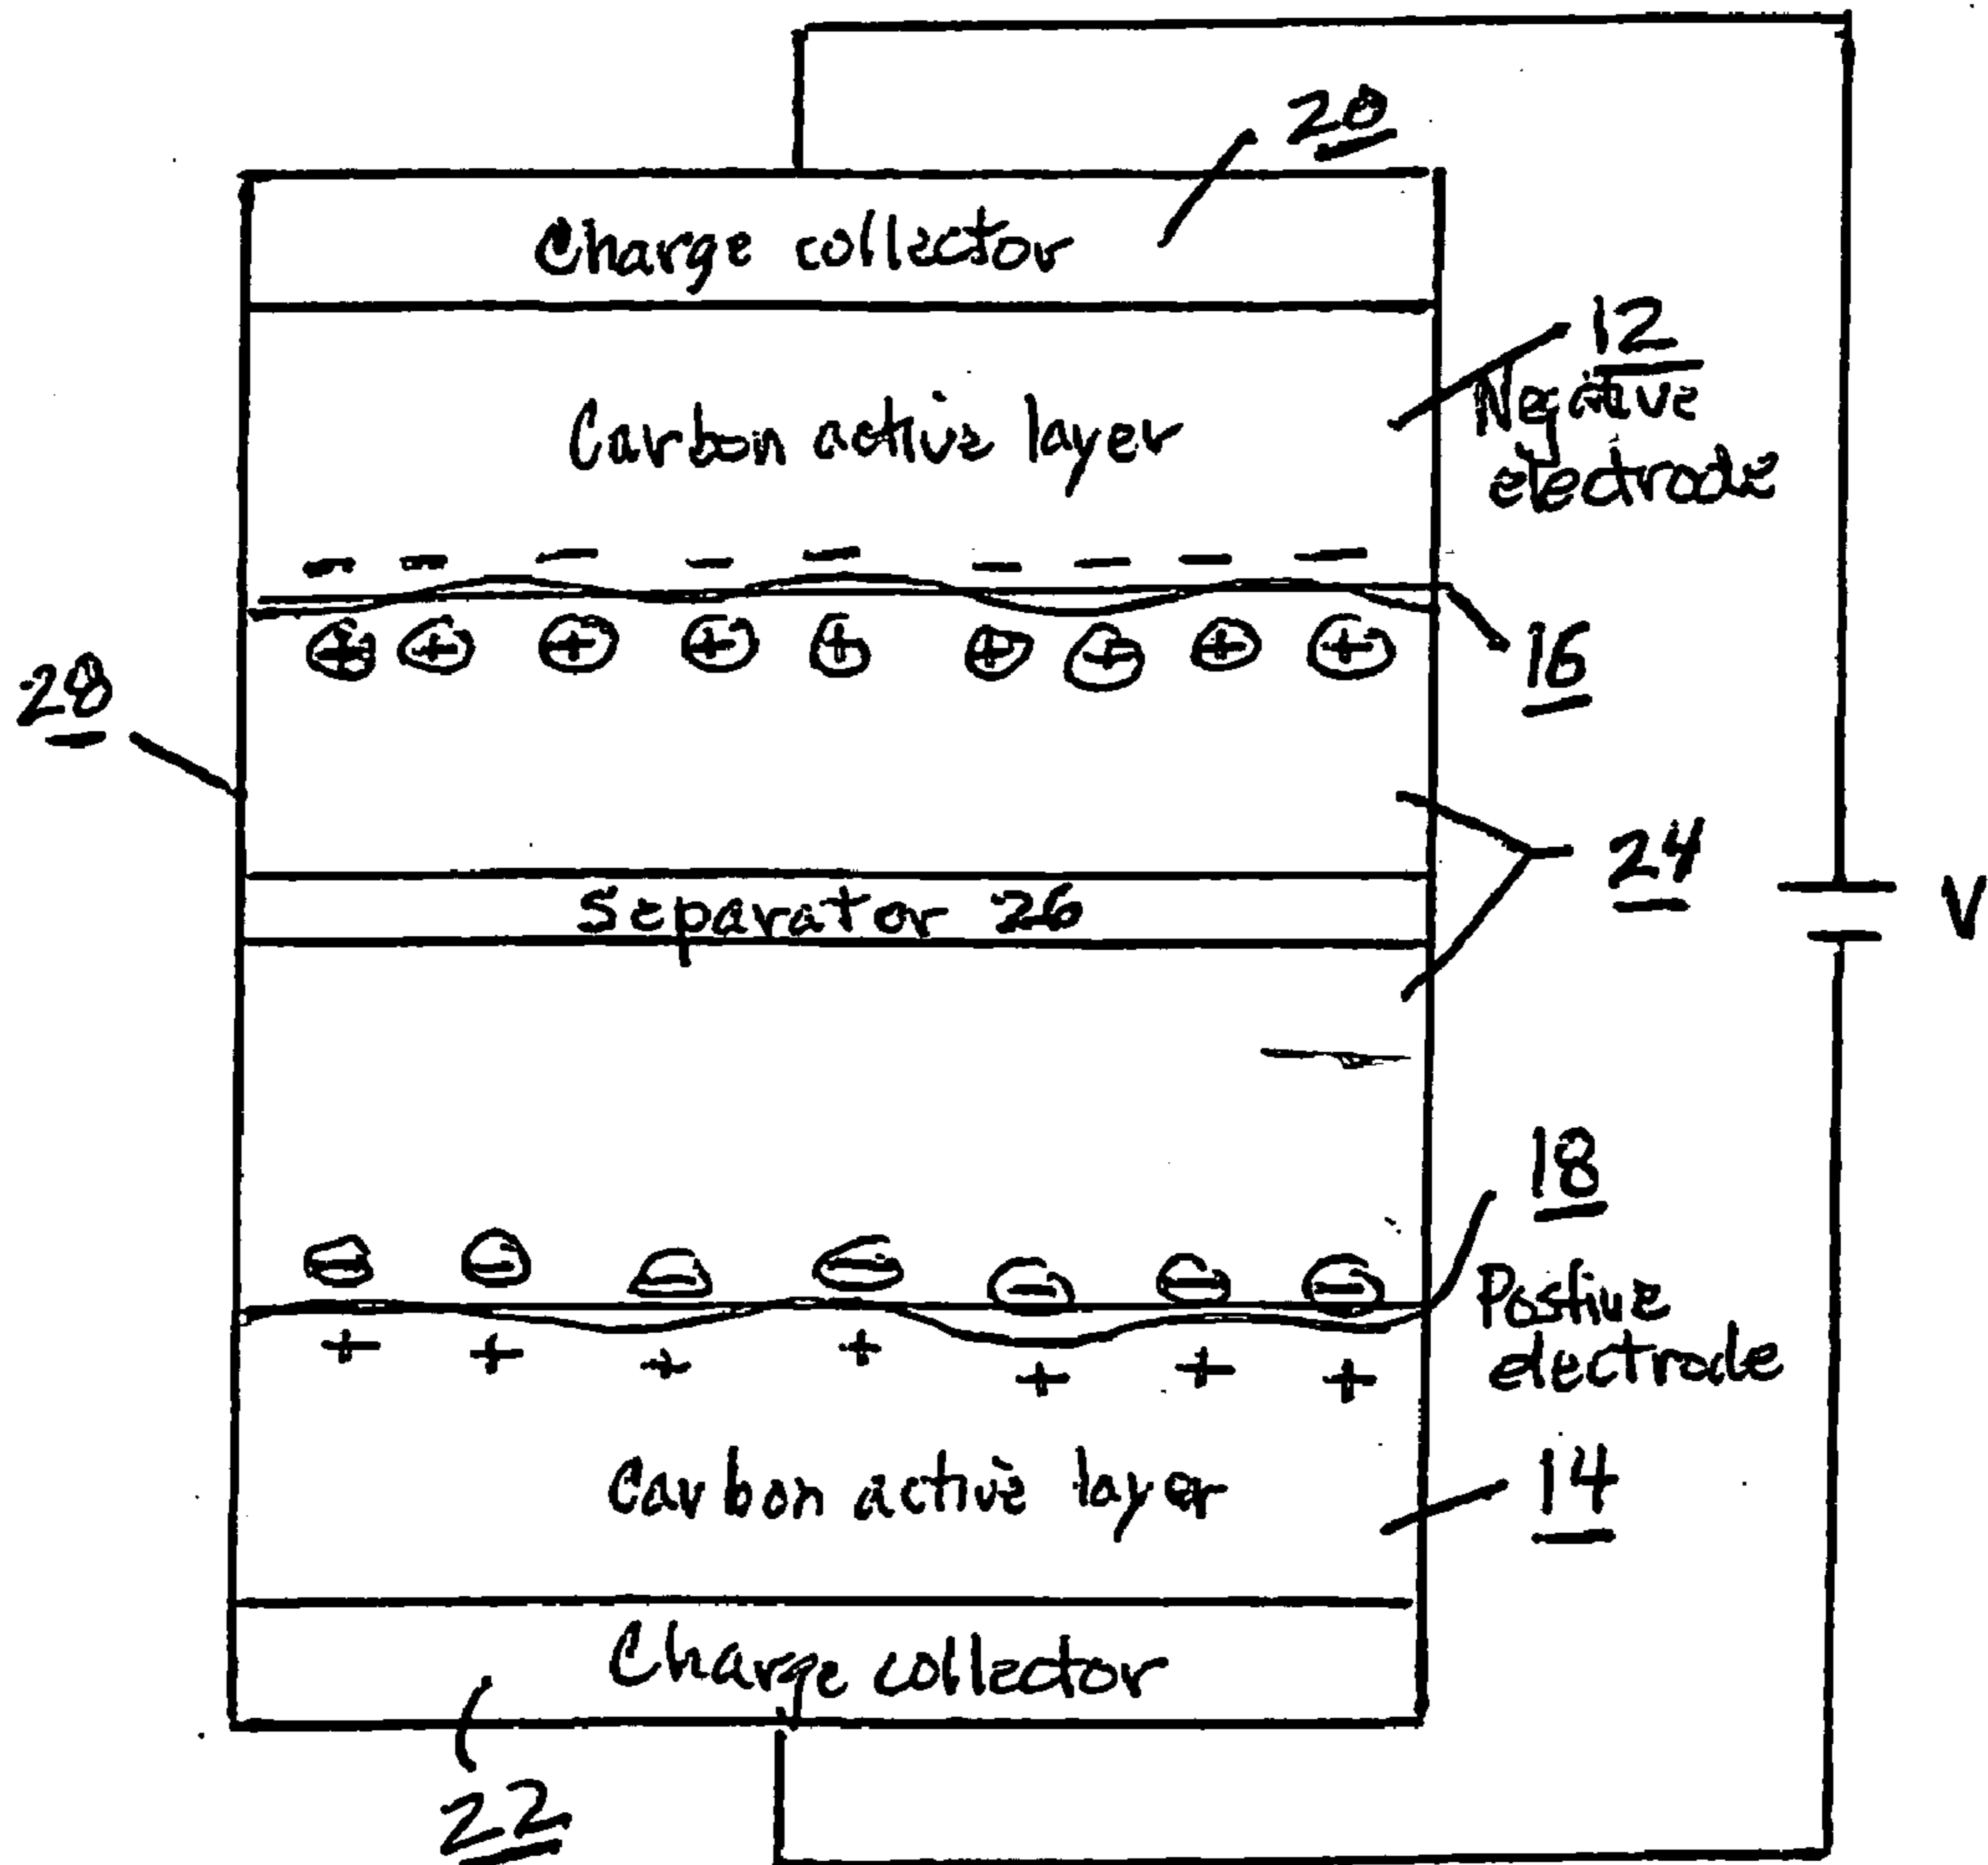 20
Charge collector
12
Negative
electrode
Carbon active layer
- - - - - - - - -
+ + + + + + + + +
16
28
24
Separator 26
V
18
- - - - - - -
+ + + + + + +
Postiue
electrode
Carbon active layer
14
Charge collector
22